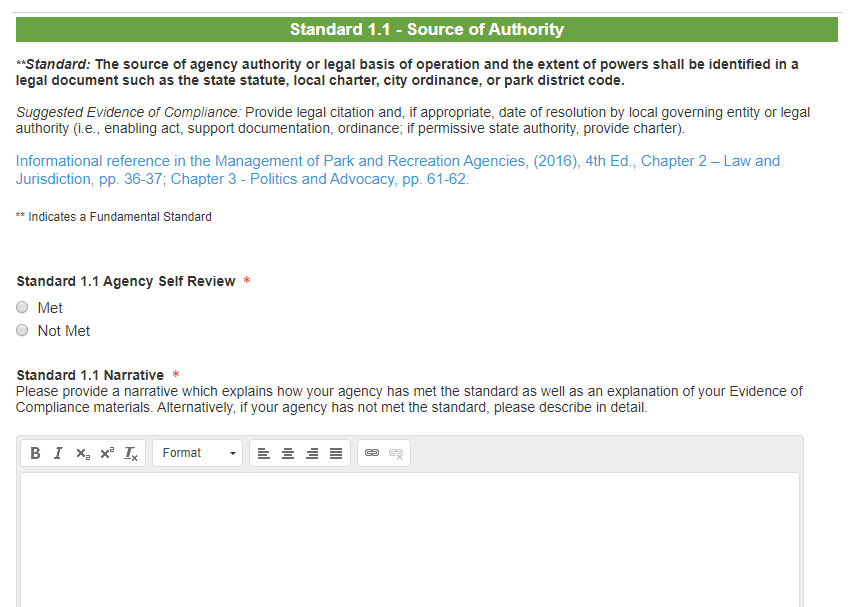 Standard 1.1 - Source of Authority
**Standard: The source of agency authority or legal basis of operation and the extent of powers shall be identified in a
legal document such as the state statute, local charter, city ordinance, or park district code.
Suggested Evidence of Compliance: Provide legal citation and, if appropriate, date of resolution by local governing entity or legal
authority (i.e., enabling act, support documentation, ordinance; if permissive state authority, provide charter).
Informational reference in the Management of Park and Recreation Agencies, (2016), 4th Ed., Chapter 2 – Law and
Jurisdiction, pp. 36-37; Chapter 3 - Politics and Advocacy, pp. 61-62.
** Indicates a Fundamental Standard
Standard 1.1 Agency Self Review *
Met
Not Met
Standard 1.1 Narrative *
Please provide a narrative which explains how your agency has met the standard as well as an explanation of your Evidence of
Compliance materials. Alternatively, if your agency has not met the standard, please describe in detail.
B I x₂ x² Tx Format